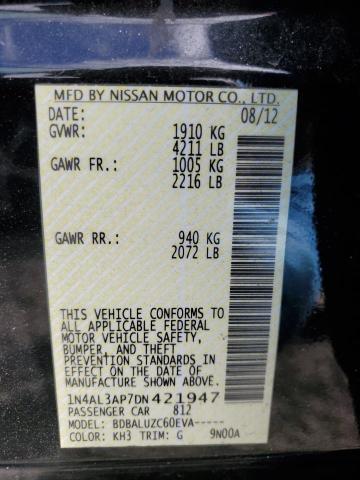 MFD BY NISSAN MOTOR CO., LTD.
DATE: 08/12
GVWR: 1910 KG
4211 LB
GAWR FR.: 1005 KG
2216 LB
GAWR RR.: 940 KG
2072 LB
THIS VEHICLE CONFORMS TO
ALL APPLICABLE FEDERAL
MOTOR VEHICLE SAFETY,
BUMPER, AND THEFT
PREVENTION STANDARDS IN
EFFECT ON THE DATE OF
MANUFACTURE SHOWN ABOVE.
1N4AL3AP7DN421947
PASSENGER CAR 812
MODEL: BDBALUZC60EVA-----
COLOR: KH3 TRIM: G 9N00A